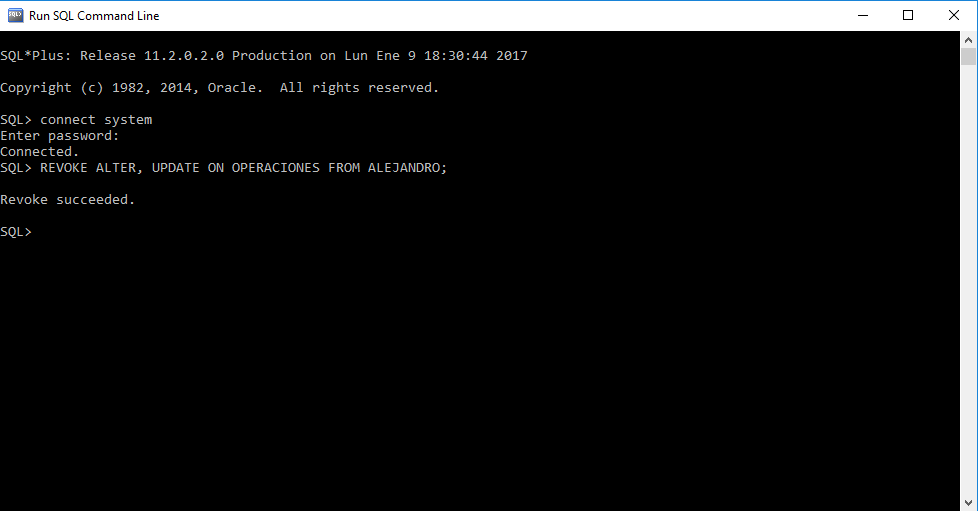 Run SQL Command Line
SQL*Plus: Release 11.2.0.2.0 Production on Lun Ene 9 18:30:44 2017
Copyright (c) 1982, 2014, Oracle.  All rights reserved.
SQL> connect system
Enter password:
Connected.
SQL> REVOKE ALTER, UPDATE ON OPERACIONES FROM ALEJANDRO;
Revoke succeeded.
SQL>